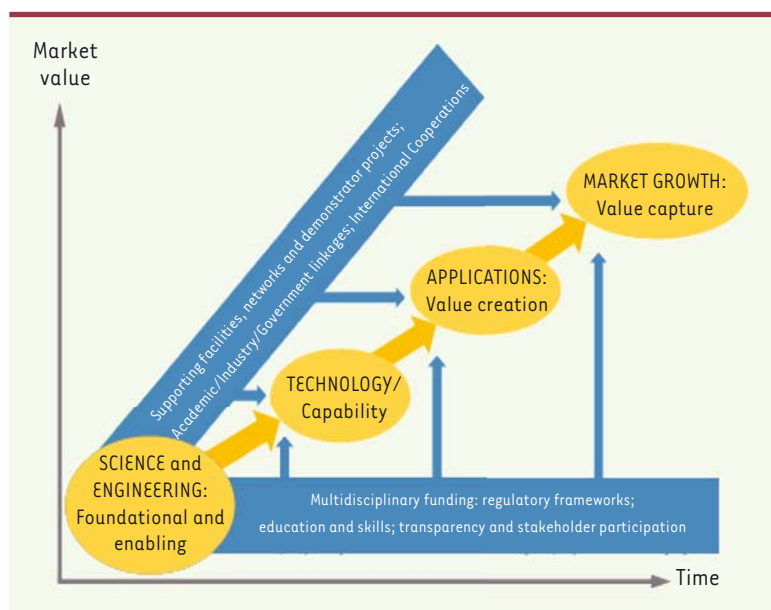 Market
value
Supporting facilities, networks and demonstrator projects;
Academic/Industry/Government linkages; International Cooperations
MARKET GROWTH:
Value capture
APPLICATIONS:
Value creation
TECHNOLOGY/
Capability
SCIENCE and
ENGINEERING:
Foundational and
enabling
Multidisciplinary funding: regulatory frameworks;
education and skills; transparency and stakeholder participation
Time